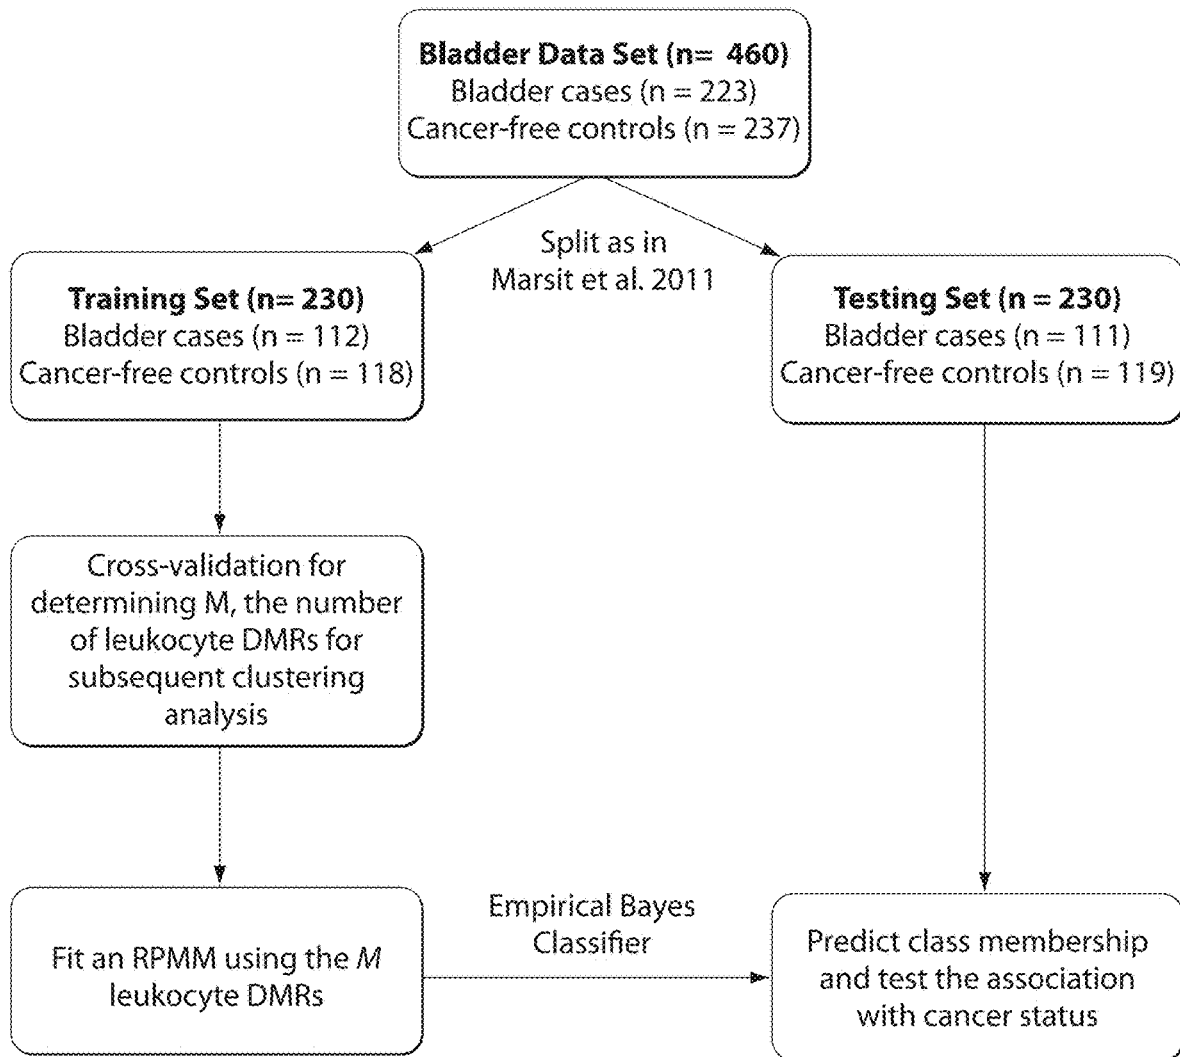 Bladder Data Set (n= 460)
Bladder cases (n = 223)
Cancer-free controls (n = 237)
Split as in
Marsit et al. 2011
Training Set (n= 230)
Bladder cases (n = 112)
Cancer-free controls (n = 118)
Testing Set (n = 230)
Bladder cases (n = 111)
Cancer-free controls (n = 119)
Cross-validation for
determining M, the number
of leukocyte DMRs for
subsequent clustering
analysis
Fit an RPMM using the M
leukocyte DMRs
Empirical Bayes
Classifier
Predict class membership
and test the association
with cancer status